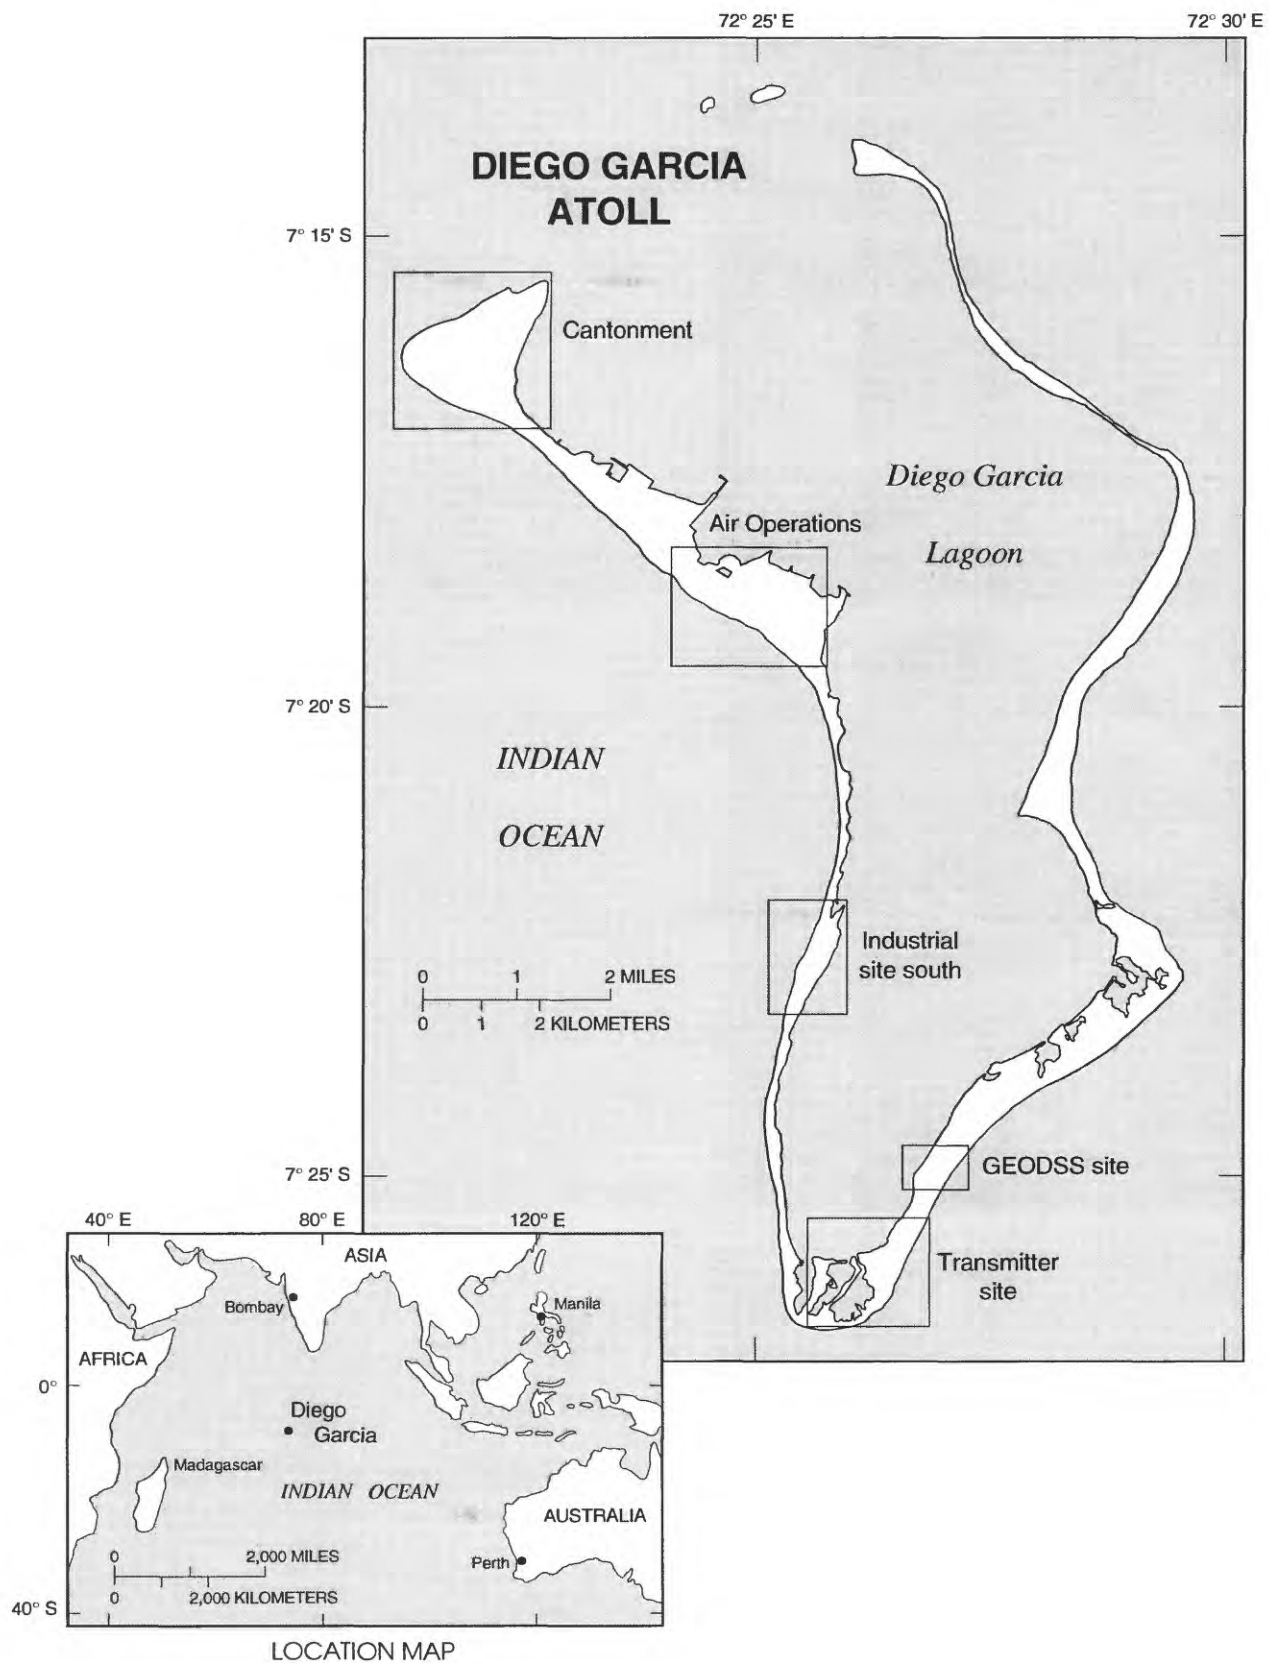 72° 25' E
72° 30' E
DIEGO GARCIA
ATOLL
7° 15' S
Cantonment
Diego Garcia
Lagoon
Air Operations
7° 20' S
INDIAN
OCEAN
Industrial
site south
0 1 2 MILES
0 1 2 KILOMETERS
7° 25' S
GEODSS site
Transmitter
site
40° E
80° E
120° E
ASIA
Bombay
Manila
AFRICA
0°
Diego
Garcia
Madagascar
INDIAN OCEAN
AUSTRALIA
Perth
0 2,000 MILES
0 2,000 KILOMETERS
40° S
LOCATION MAP